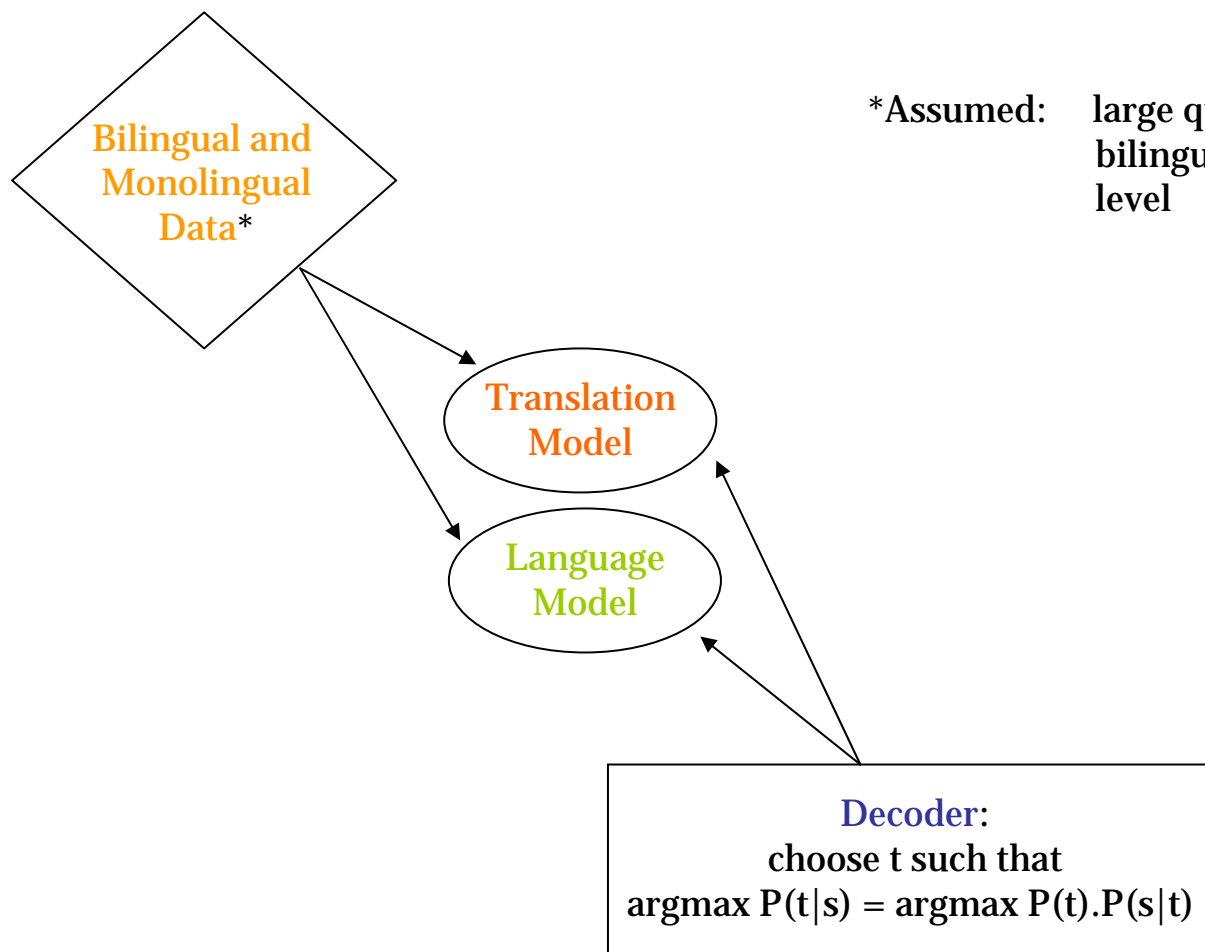 Bilingual and
Monolingual
Data*
*Assumed: large
bilingu
level
Translation
Model
Language
Model
Decoder:
choose t such that
argmax P(t|s) = argmax P(t).P(s|t)